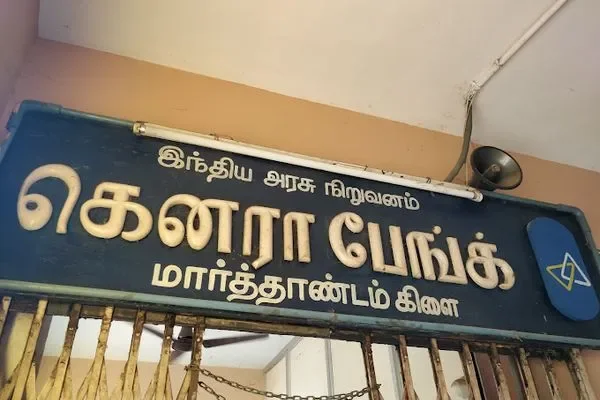 இந்திய அரசு நிறுவனம்
கெனரா பேங்க்
மார்த்தாண்டம் கிளை